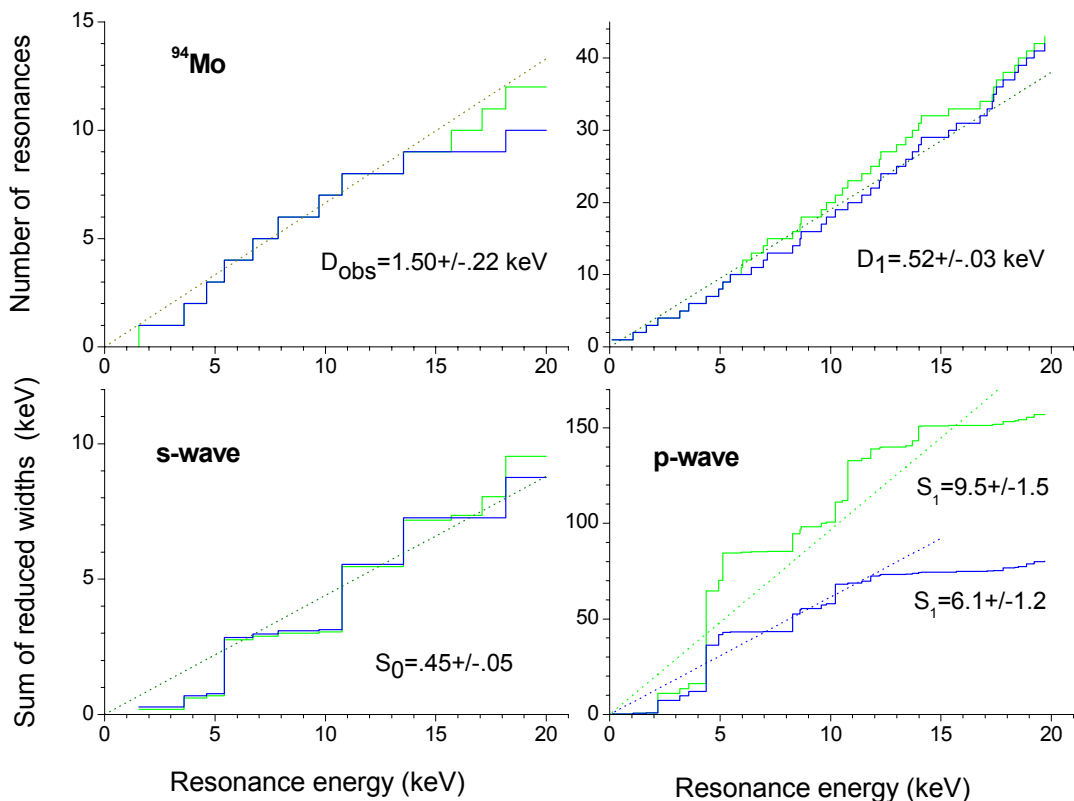 15
10
5
0
Number of resonances
⁹⁴Mo
D_obs=1.50+/-.22 keV
0 5 10 15 20
40
30
20
10
0
D₁=.52+/-.03 keV
0 5 10 15 20
10
5
0
Sum of reduced widths (keV)
s-wave
S₀=.45+/-.05
0 5 10 15 20
Resonance energy (keV)
150
100
50
0
p-wave
S₁=9.5+/-1.5
S₁=6.1+/-1.2
0 5 10 15 20
Resonance energy (keV)